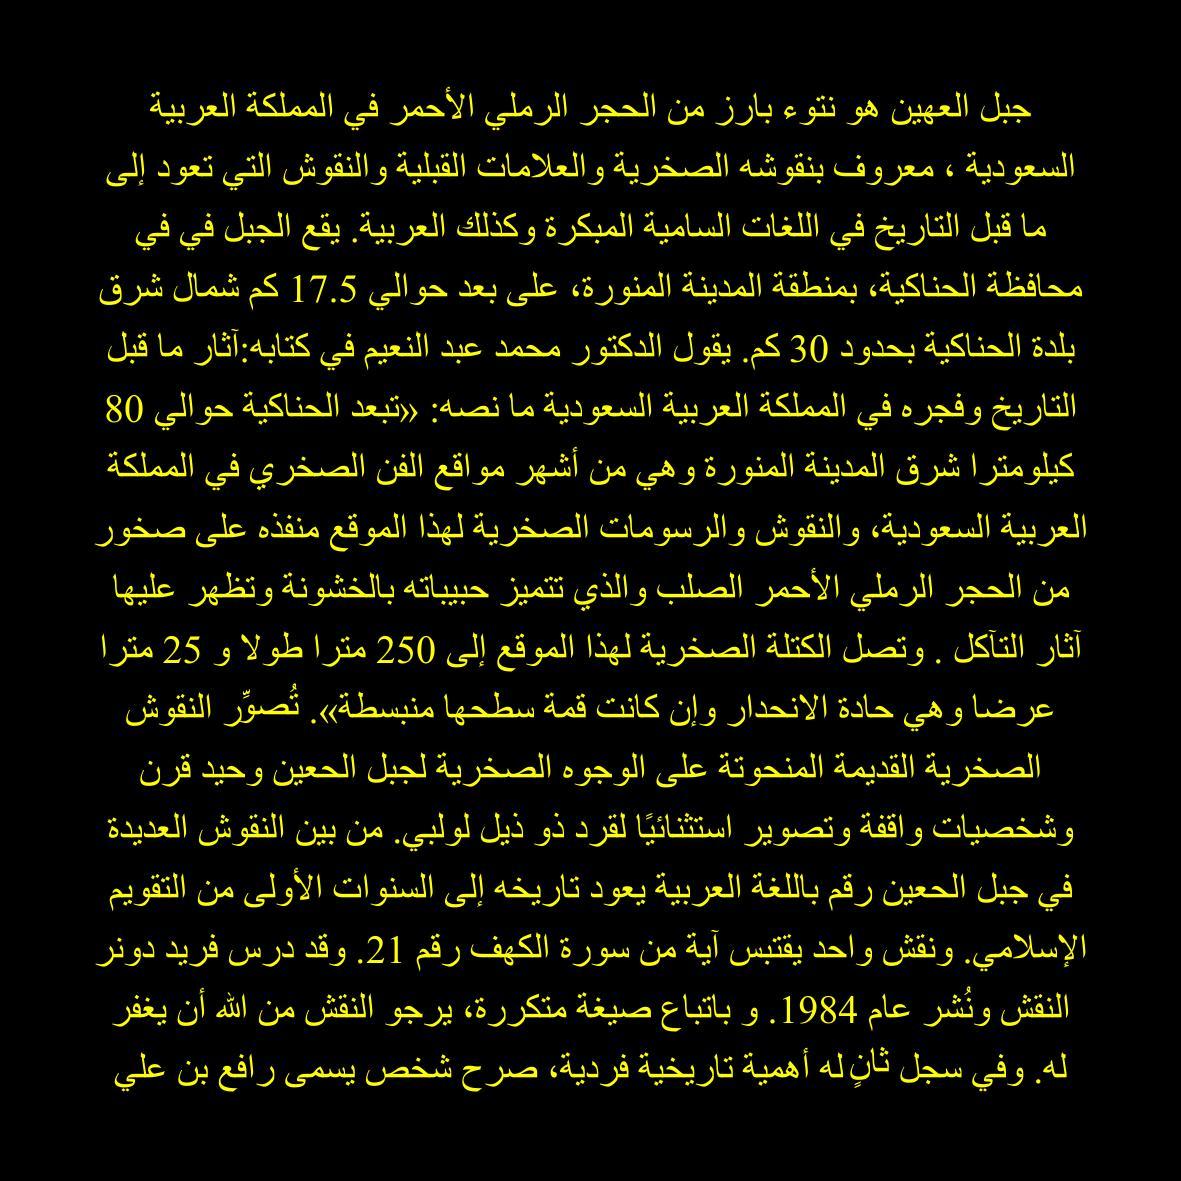 جبل العهين هو نتوء بارز من الحجر الرملي الأحمر في المملكة العربية
السعودية ، معروف بنقوشه الصخرية والعلامات القبلية والنقوش التي تعود إلى
ما قبل التاريخ في اللغات السامية المبكرة وكذلك العربية. يقع الجبل في في
محافظة الحناكية، بمنطقة المدينة المنورة، على بعد حوالي 17.5 كم شمال شرق
بلدة الحناكية بحدود 30 كم. يقول الدكتور محمد عبد النعيم في كتابه:آثار ما قبل
التاريخ وفجره في المملكة العربية السعودية ما نصه: «تبعد الحناكية حوالي 80
كيلومترا شرق المدينة المنورة وهي من أشهر مواقع الفن الصخري في المملكة
العربية السعودية، والنقوش والرسومات الصخرية لهذا الموقع منفذه على صخور
من الحجر الرملي الأحمر الصلب والذي تتميز حبيباته بالخشونة وتظهر عليها
آثار التآكل . وتصل الكتلة الصخرية لهذا الموقع إلى 250 مترا طولا و 25 مترا
عرضا وهي حادة الانحدار وإن كانت قمة سطحها منبسطة». تُصوِّر النقوش
الصخرية القديمة المنحوتة على الوجوه الصخرية لجبل الحعين وحيد قرن
وشخصيات واقفة وتصوير استثنائيًا لقرد ذو ذيل لولبي. من بين النقوش العديدة
في جبل الحعين رقم باللغة العربية يعود تاريخه إلى السنوات الأولى من التقويم
الإسلامي. ونقش واحد يقتبس آية من سورة الكهف رقم 21. وقد درس فريد دونر
النقش ونُشر عام 1984. و باتباع صيغة متكررة، يرجو النقش من الله أن يغفر
له. وفي سجل ثانٍ له أهمية تاريخية فردية، صرح شخص يسمى رافع بن علي